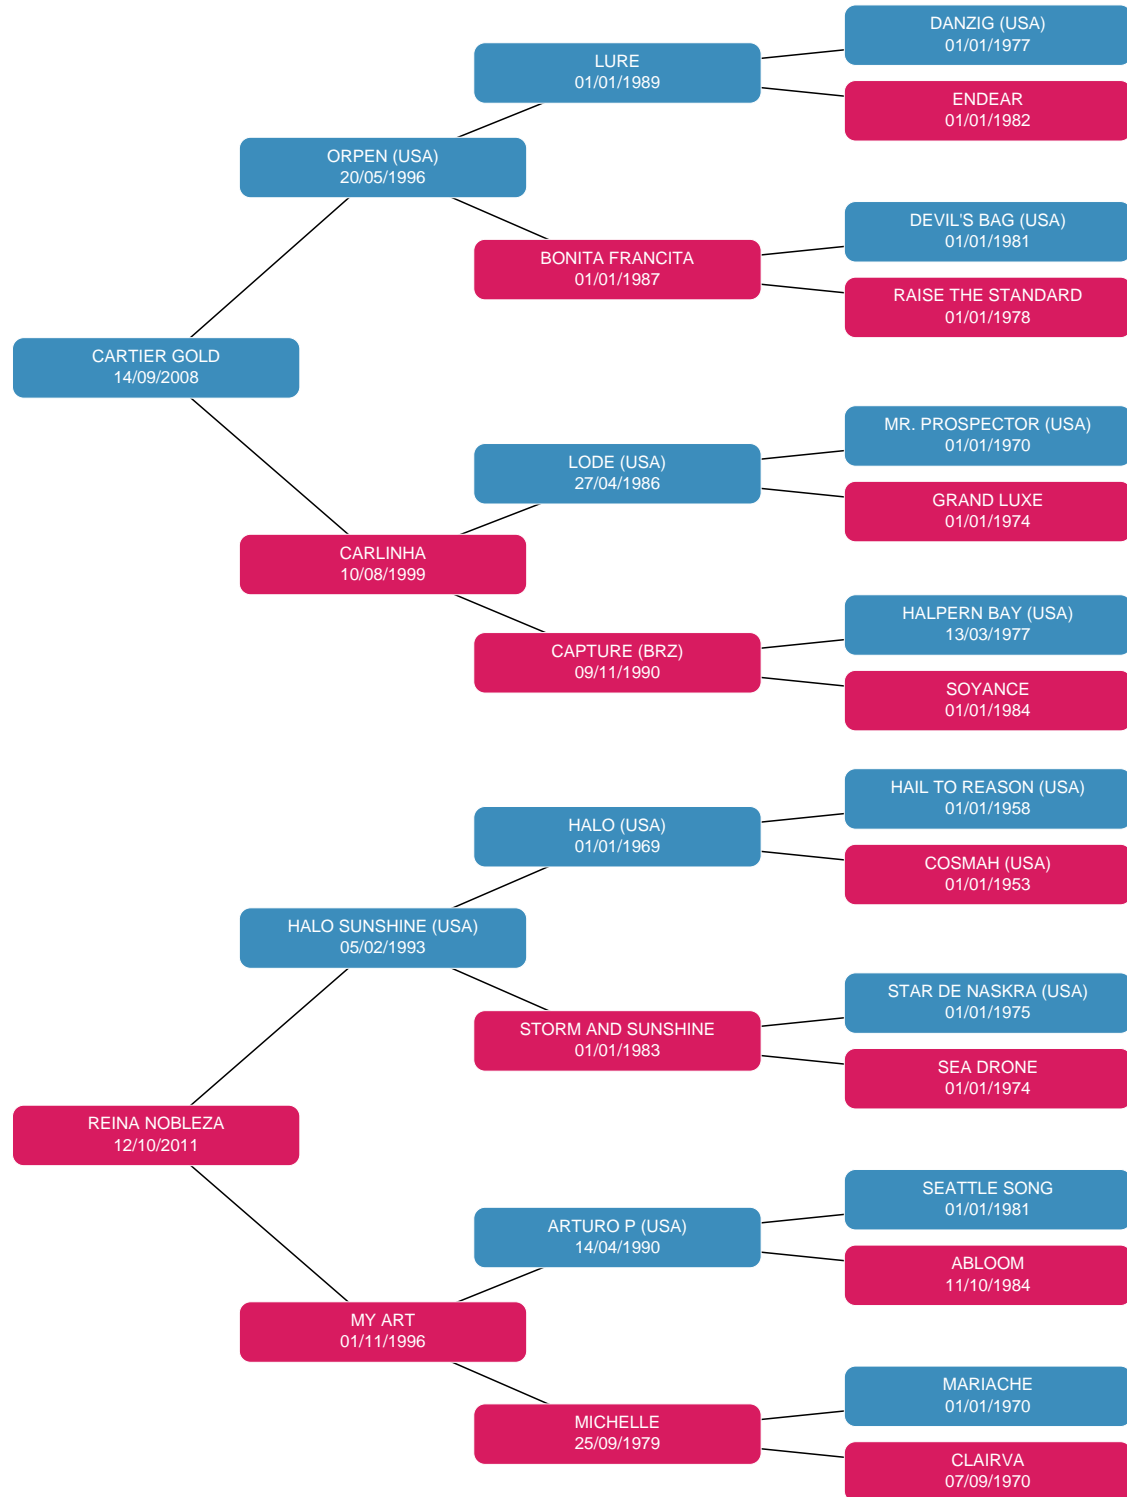 DANZIG (USA)
01/01/1977
LURE
01/01/1989
ENDEAR
01/01/1982
ORPEN (USA)
20/05/1996
DEVIL'S BAG (USA)
01/01/1981
BONITA FRANCITA
01/01/1987
RAISE THE STANDARD
01/01/1978
CARTIER GOLD
14/09/2008
MR. PROSPECTOR (USA)
01/01/1970
LODE (USA)
27/04/1986
GRAND LUXE
01/01/1974
CARLINHA
10/08/1999
HALPERN BAY (USA)
13/03/1977
CAPTURE (BRZ)
09/11/1990
SOYANCE
01/01/1984
HAIL TO REASON (USA)
01/01/1958
HALO (USA)
01/01/1969
COSMAH (USA)
01/01/1953
HALO SUNSHINE (USA)
05/02/1993
STAR DE NASKRA (USA)
01/01/1975
STORM AND SUNSHINE
01/01/1983
SEA DRONE
01/01/1974
REINA NOBLEZA
12/10/2011
SEATTLE SONG
01/01/1981
ARTURO P (USA)
14/04/1990
ABLOOM
11/10/1984
MY ART
01/11/1996
MARIACHE
01/01/1970
MICHELLE
25/09/1979
CLAIRVA
07/09/1970